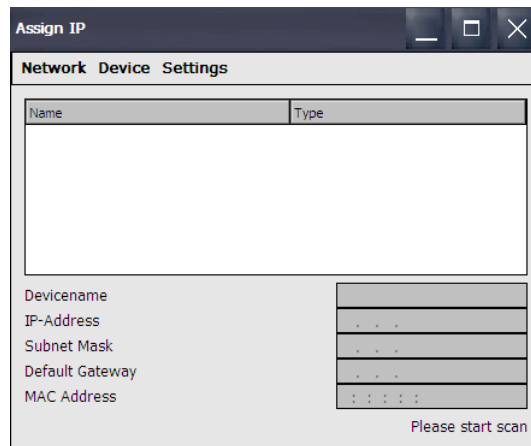 Assign IP
Network Device Settings
Name Type
Devicename
IP-Address . . .
Subnet Mask . . .
Default Gateway . . .
MAC Address : : : : :
Please start scan